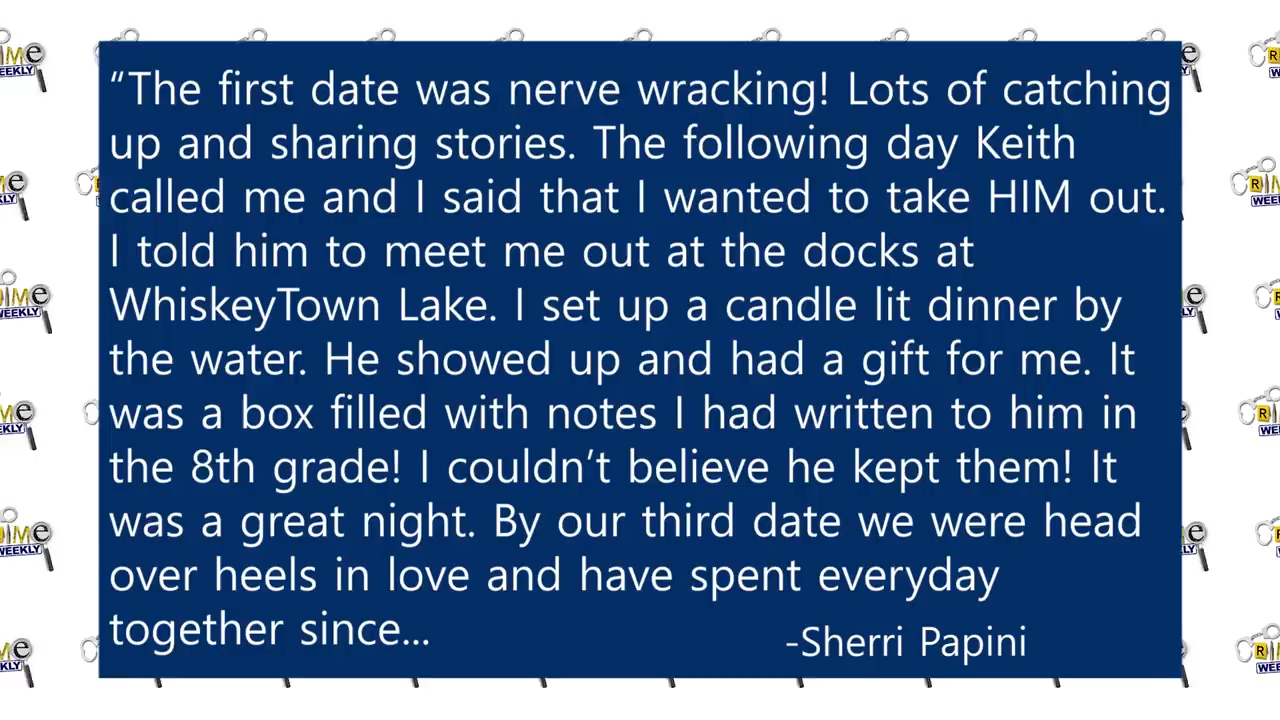 “The first date was nerve wracking! Lots of catching
up and sharing stories. The following day Keith
called me and I said that I wanted to take HIM out.
I told him to meet me out at the docks at
WhiskeyTown Lake. I set up a candle lit dinner by
the water. He showed up and had a gift for me. It
was a box filled with notes I had written to him in
the 8th grade! I couldn’t believe he kept them! It
was a great night. By our third date we were head
over heels in love and have spent everyday
together since...
-Sherri Papini